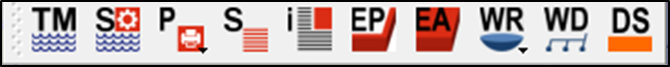 TM S P S i EP EA WR WD DS